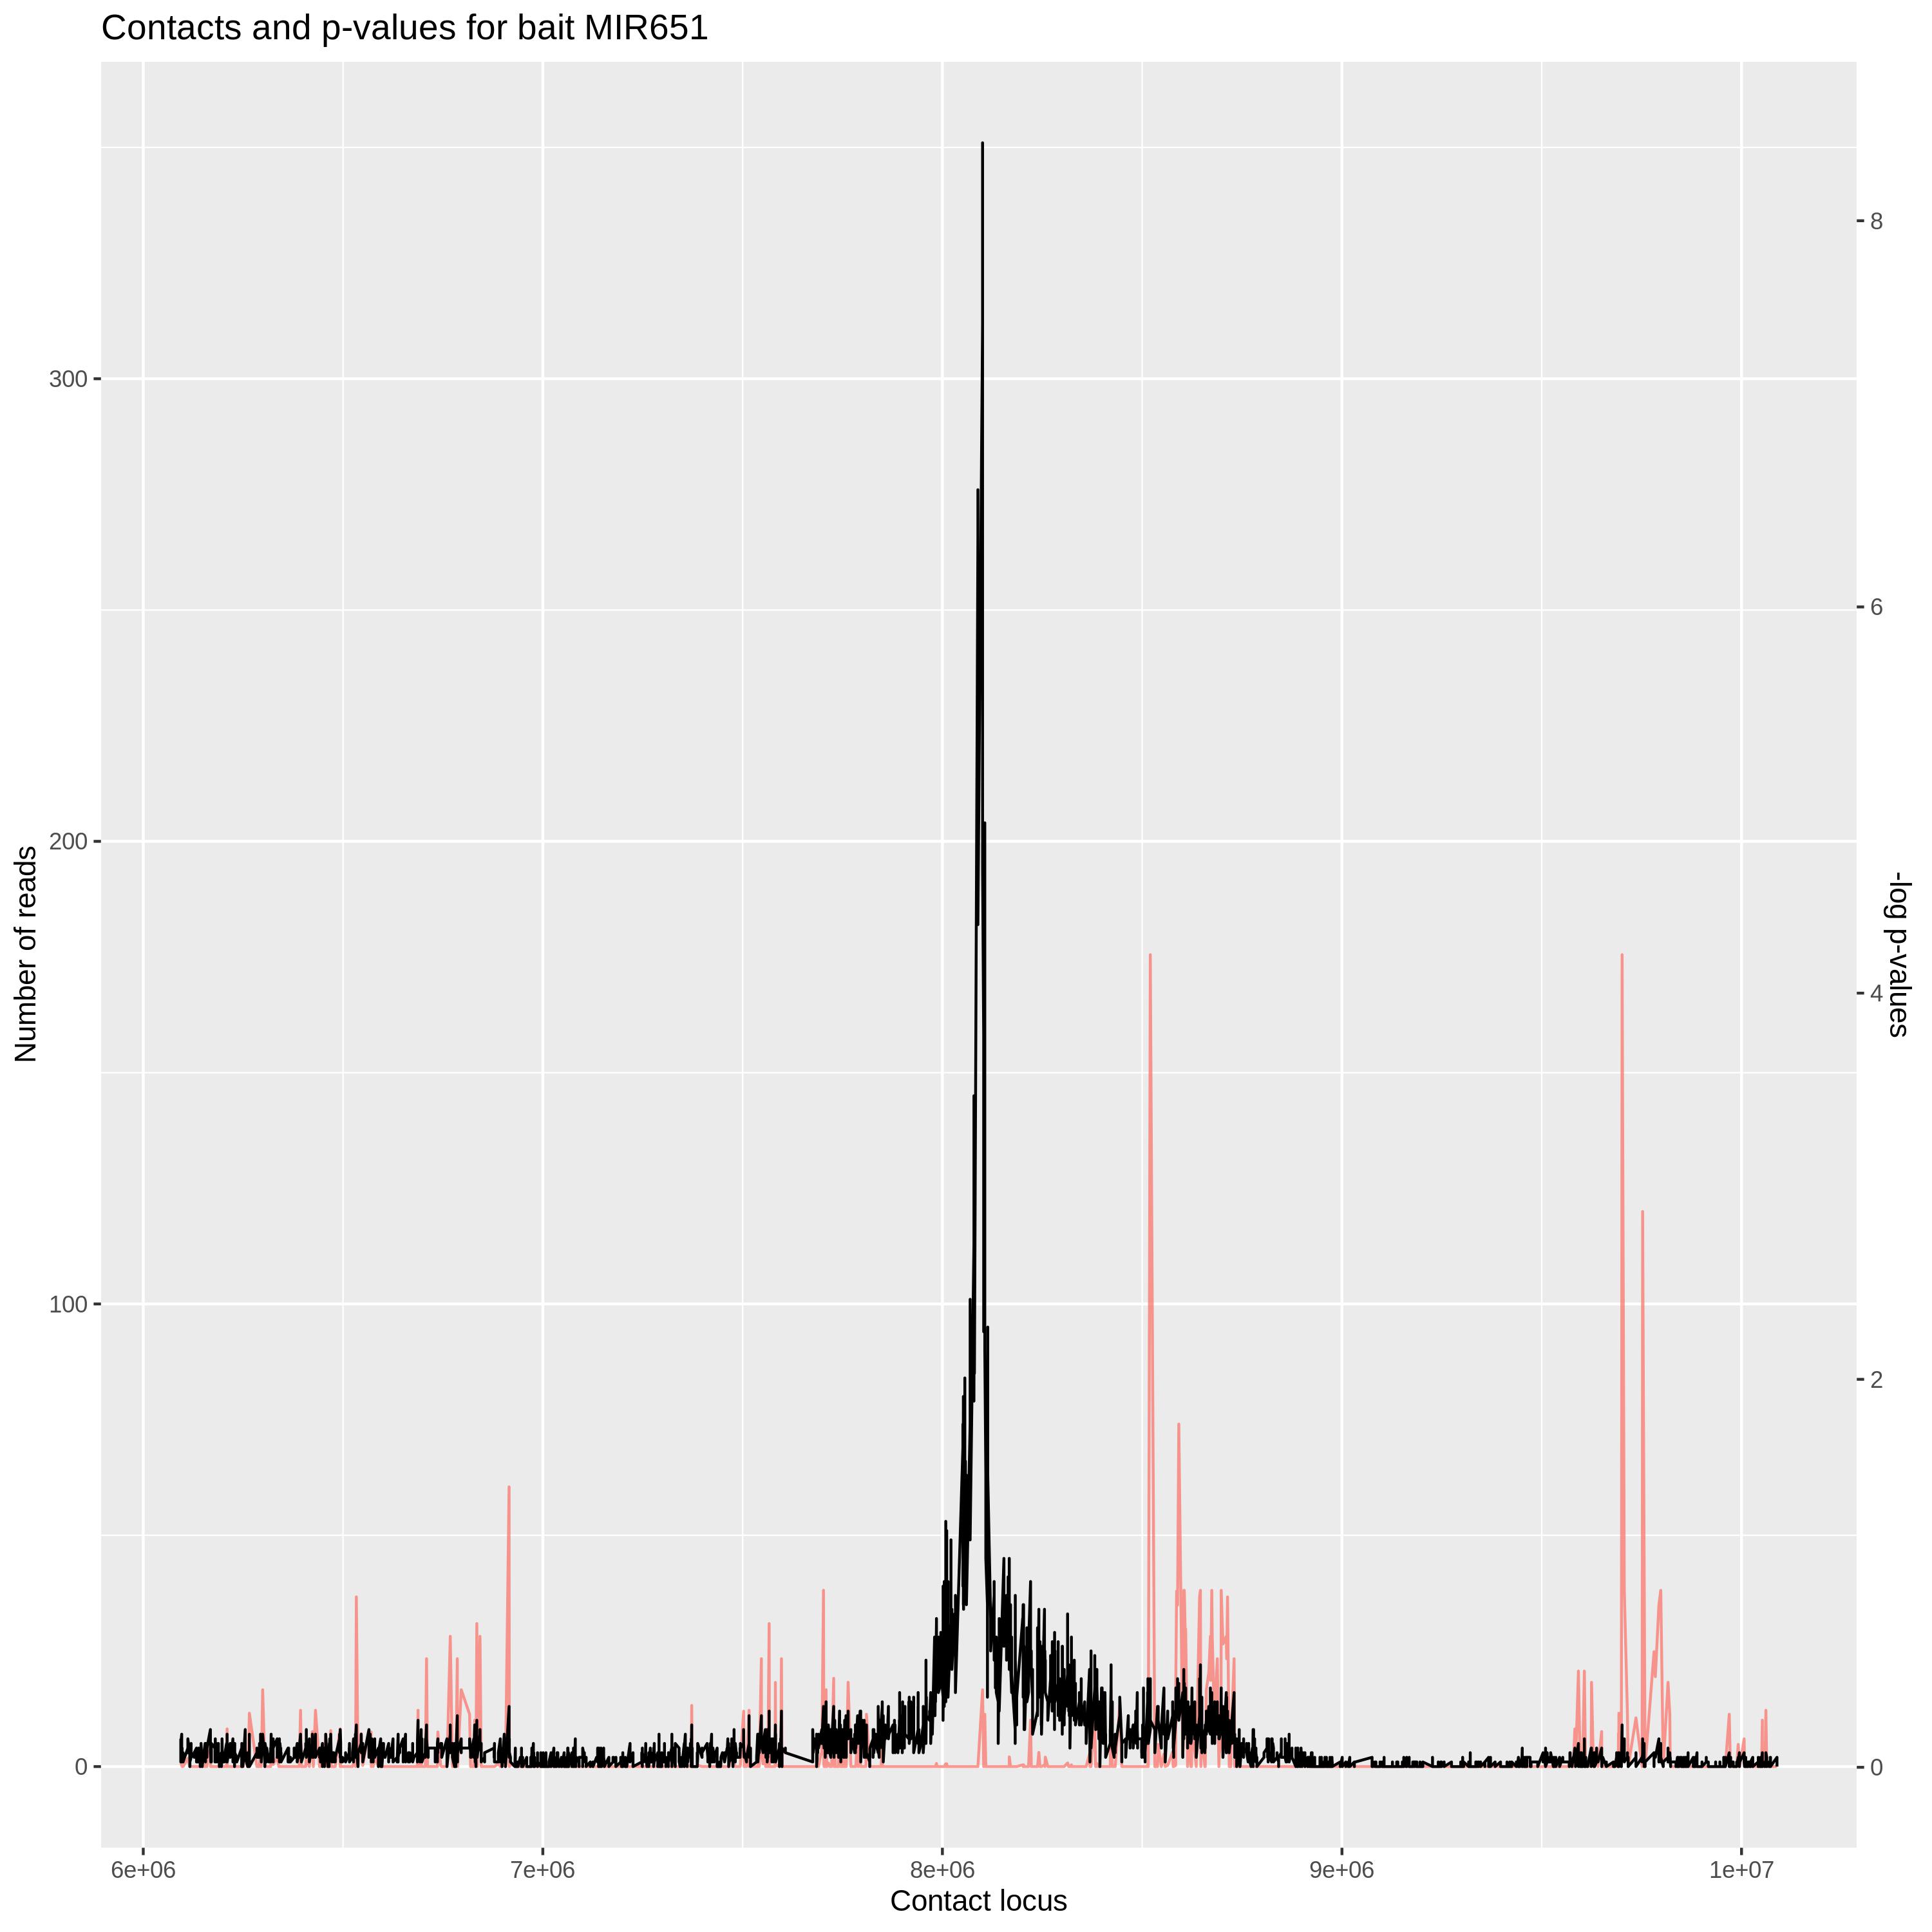 Contacts and p-values for bait MIR651
300
200
100
0
Number of reads
8
6
4
2
0
-log p-values
6e+06 7e+06 8e+06 9e+06 1e+07
Contact locus